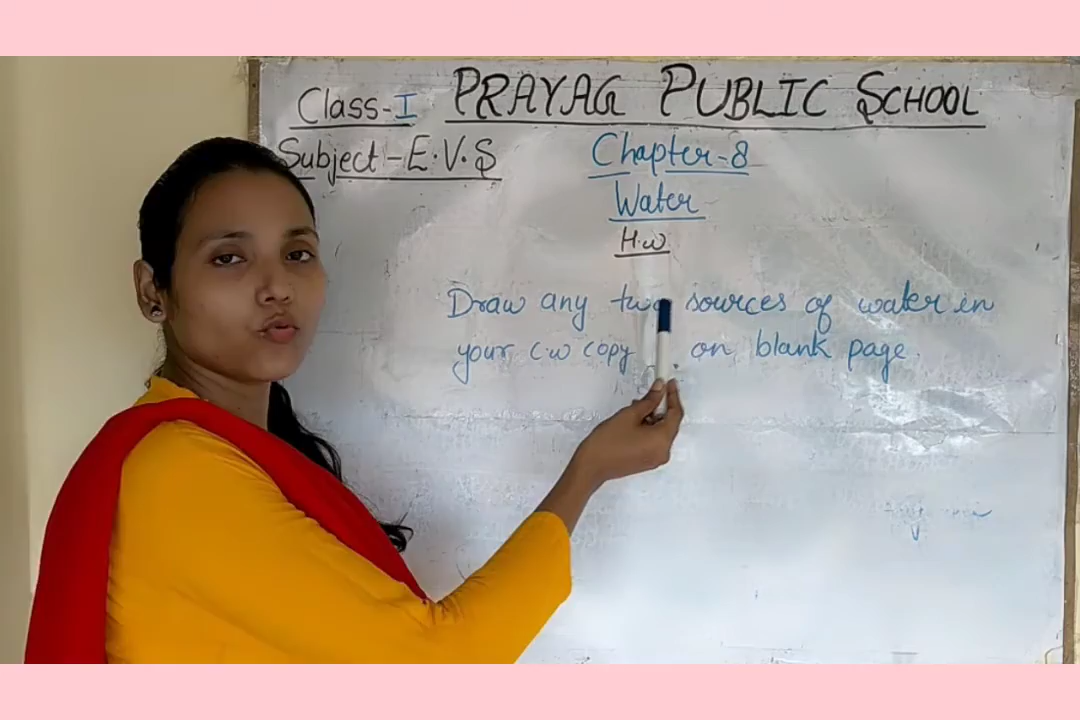 Class-I PRAYAG PUBLIC SCHOOL
Subject-E.V.S Chapter-8
Water
H.w
Draw any two sources of water in
your cw copy on blank page.